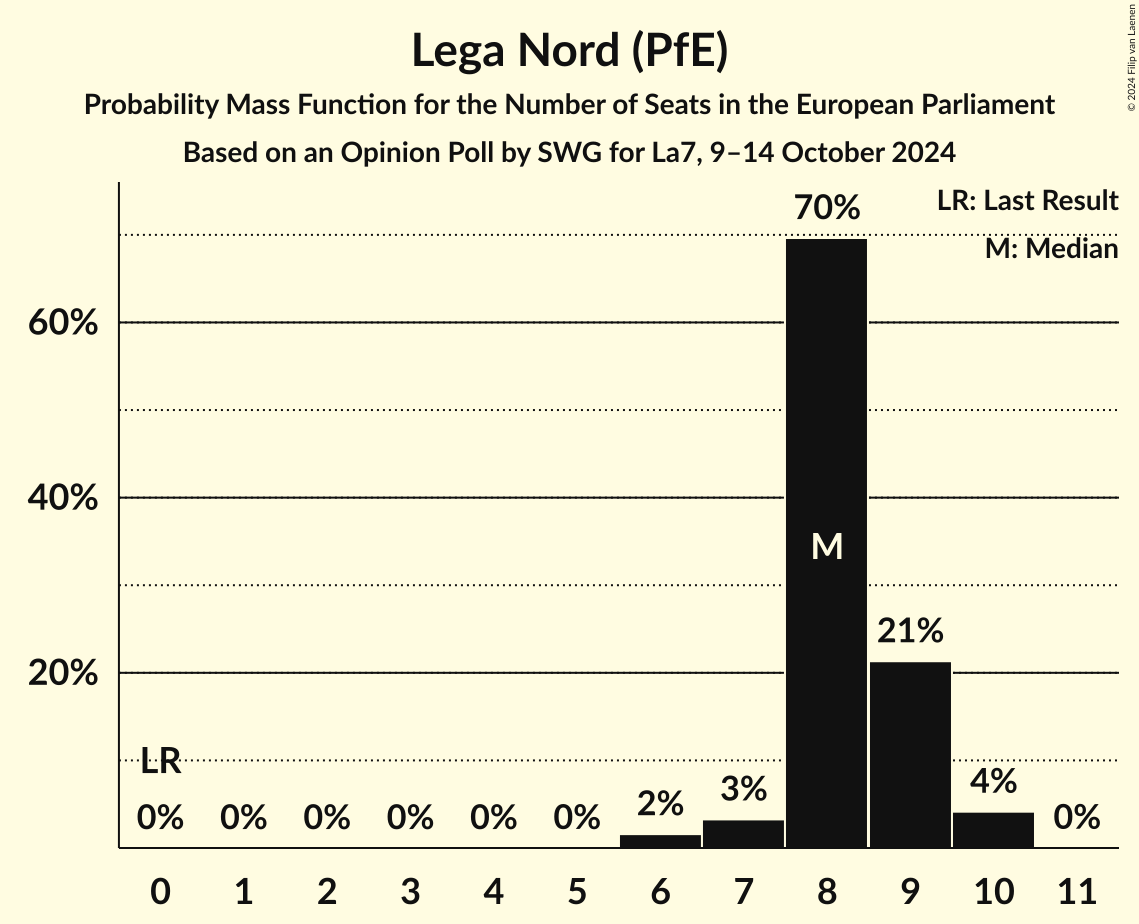 Lega Nord (PfE)
Probability Mass Function for the Number of Seats in the European Parliament
Based on an Opinion Poll by SWG for La7, 9–14 October 2024
© 2024 Filip van Laenen
LR: Last Result
M: Median
70%
60%
40%
M
21%
20%
LR
0% 0% 0% 0% 0% 0% 2% 3% 4% 0%
0 1 2 3 4 5 6 7 8 9 10 11